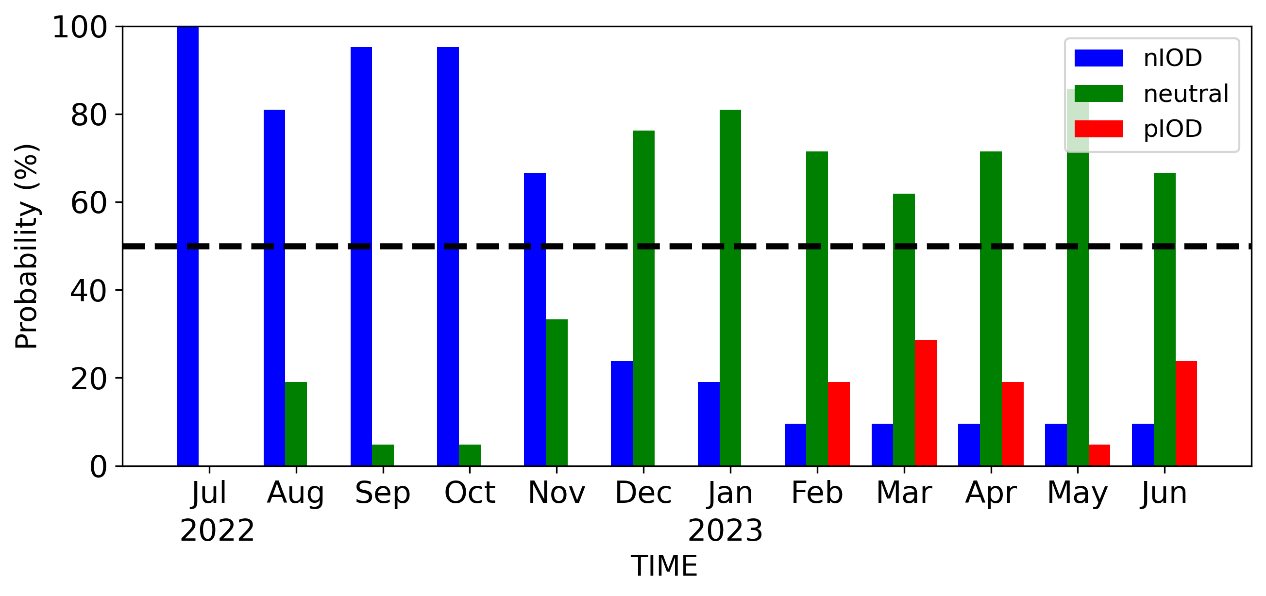 100
80
60
40
20
0
Probability (%)
nIOD
neutral
pIOD
Jul Aug Sep Oct Nov Dec Jan Feb Mar Apr May Jun
2022 2023
TIME